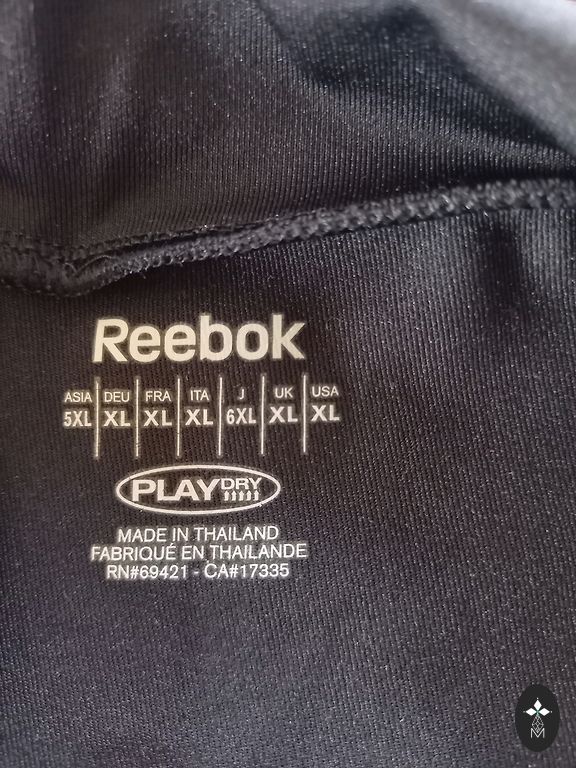 Reebok
ASIA DEU FRA ITA J UK USA
5XL XL XL XL 6XL XL XL
PLAYDRY
MADE IN THAILAND
FABRIQUÉ EN THAILANDE
RN#69421 - CA#17335
M